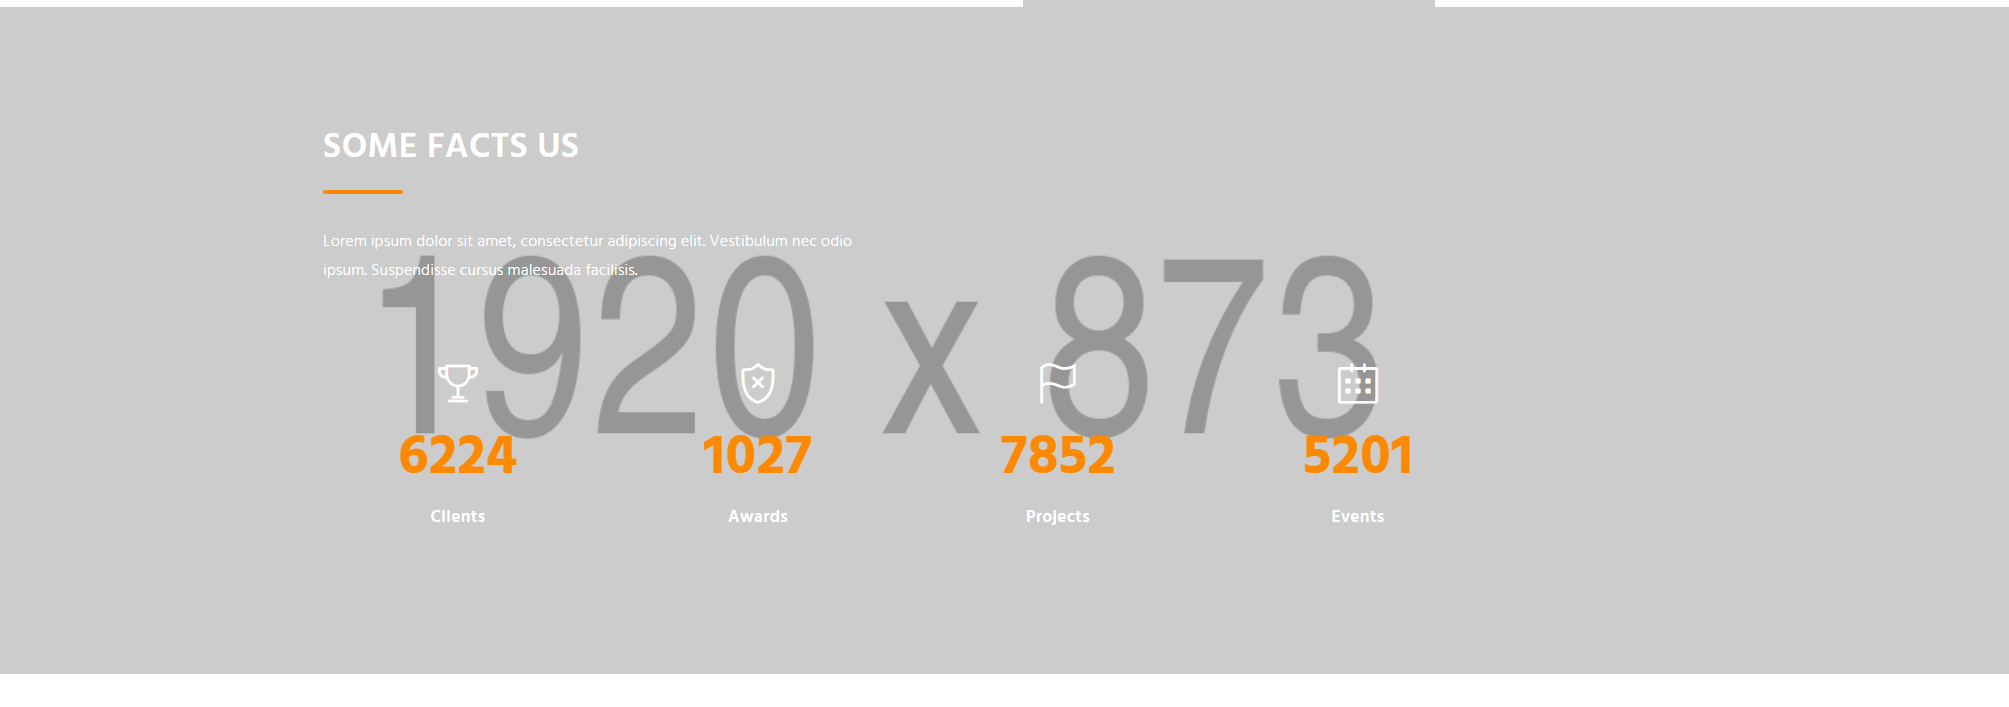 SOME FACTS US
Lorem ipsum dolor sit amet, consectetur adipiscing elit. Vestibulum nec odio
ipsum. Suspendisse cursus malesuada facilisis.
1920 x 873
6224
1027
7852
5201
Clients
Awards
Projects
Events